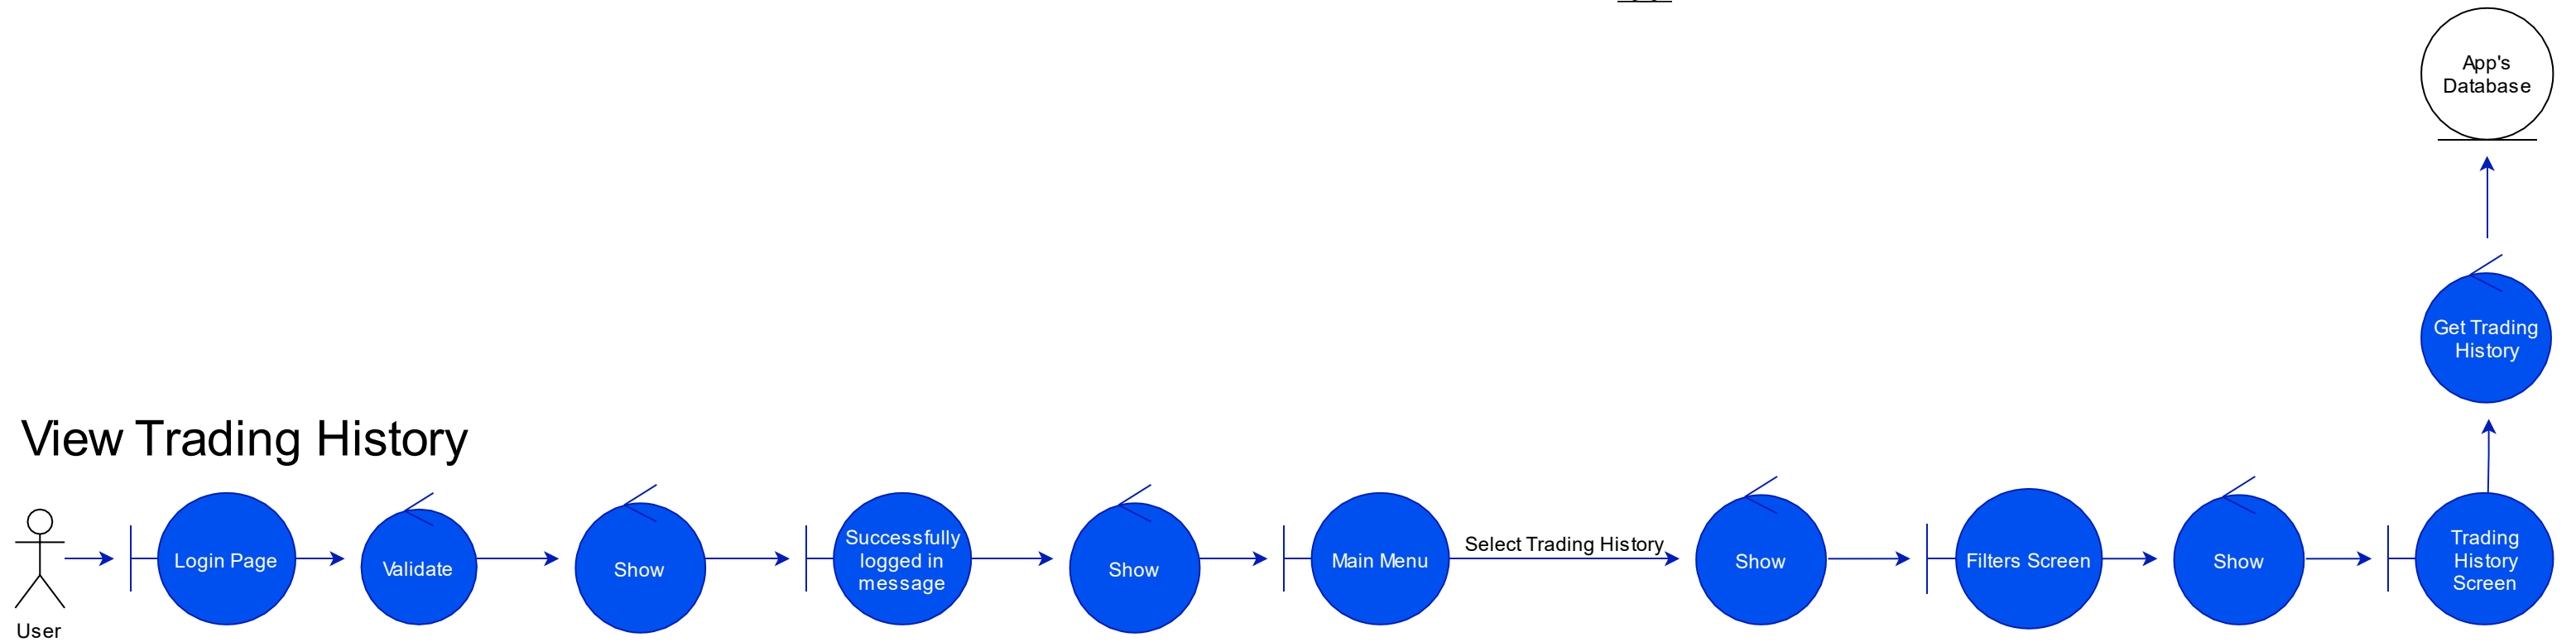 App's
Database
Get Trading
History
View Trading History
User
Login Page
Validate
Show
Successfully
logged in
message
Show
Main Menu
Select Trading History
Show
Filters Screen
Show
Trading
History
Screen